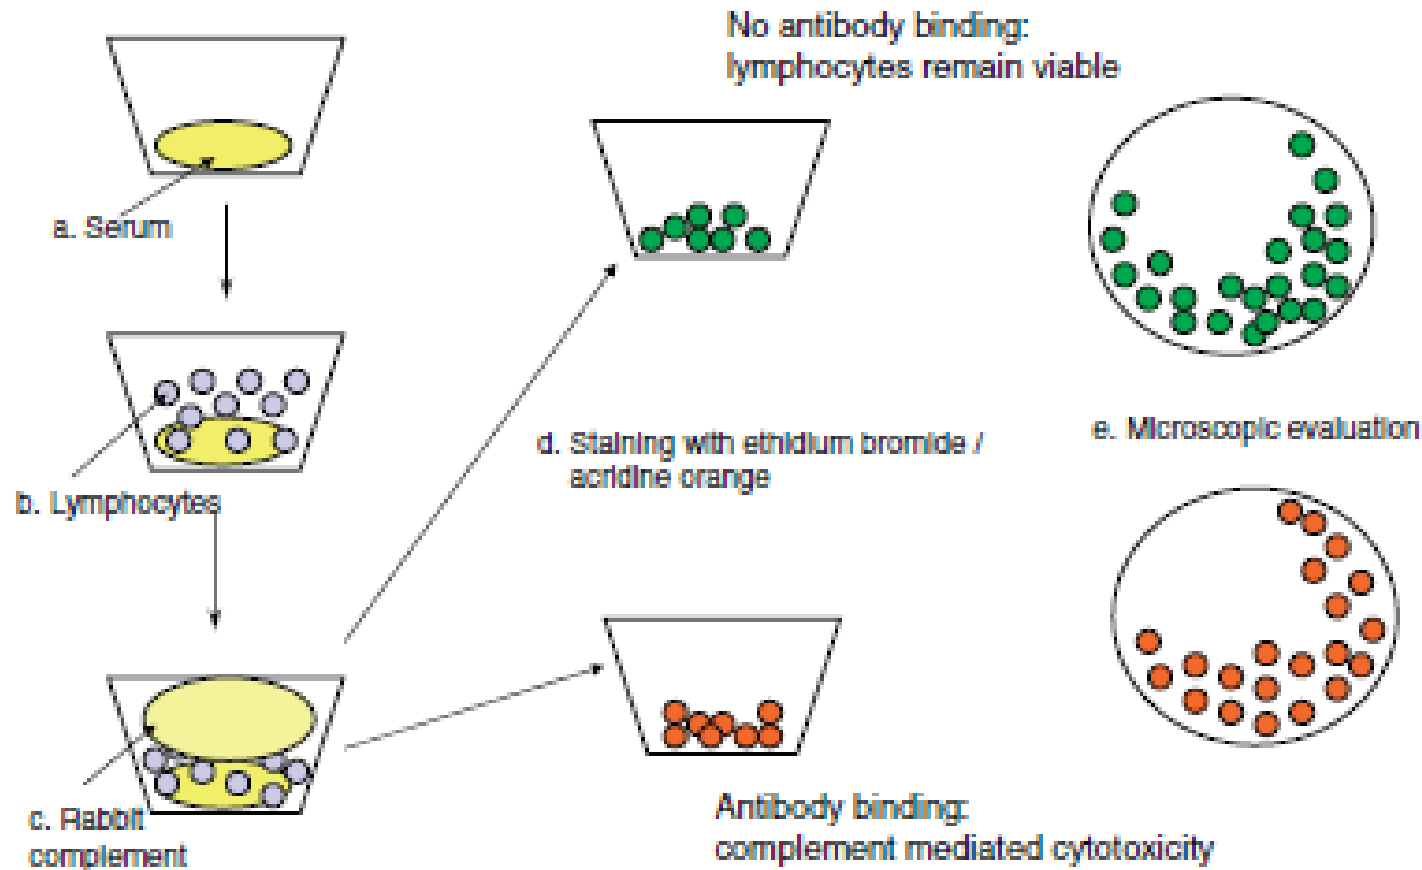 No antibody binding:
lymphocytes remain viable
a. Serum
b. Lymphocytes
c. Rabbit
complement
d. Staining with ethidium bromide /
acridine orange
e. Microscopic evaluation
Antibody binding:
complement mediated cytotoxicity